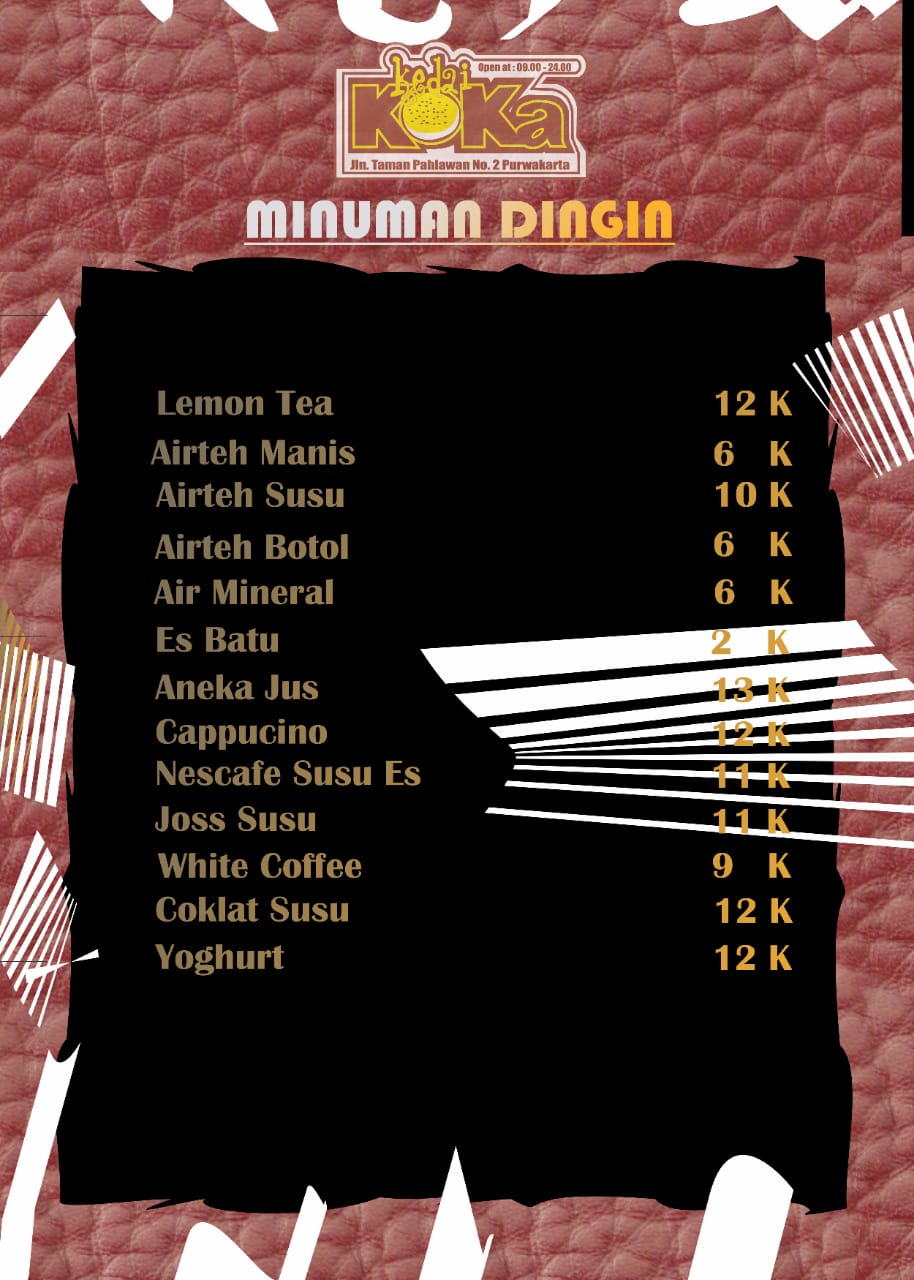 kedai
Open at : 09.00 - 24.00
KOKa
Jln. Taman Pahlawan No. 2 Purwakarta
MINUMAN DINGIN
Lemon Tea 12 K
Airteh Manis 6 K
Airteh Susu 10 K
Airteh Botol 6 K
Air Mineral 6 K
Es Batu 2 K
Aneka Jus 13 K
Cappucino 12 K
Nescafe Susu Es 11 K
Joss Susu 11 K
White Coffee 9 K
Coklat Susu 12 K
Yoghurt 12 K